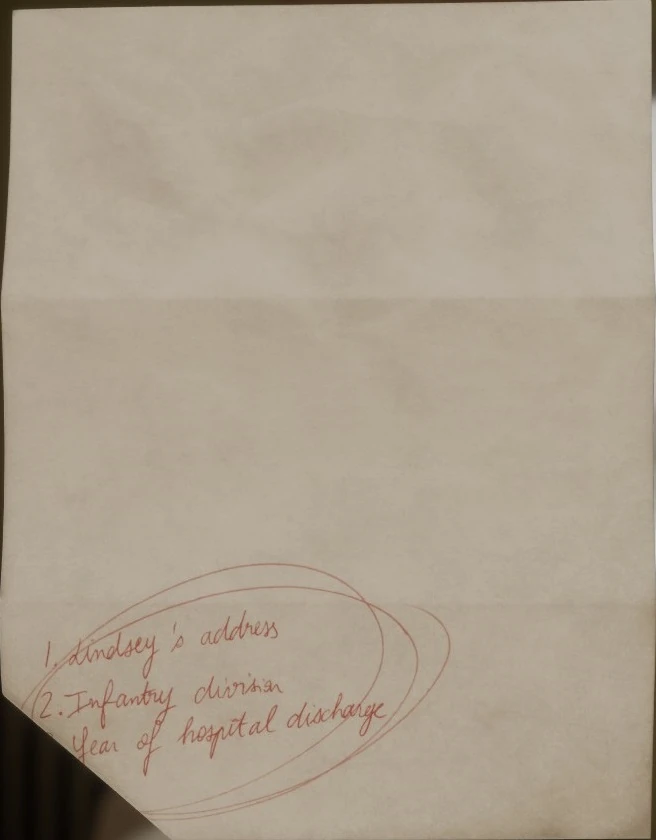 1. Lindsey's address
2. Infantry division
Year of hospital discharge